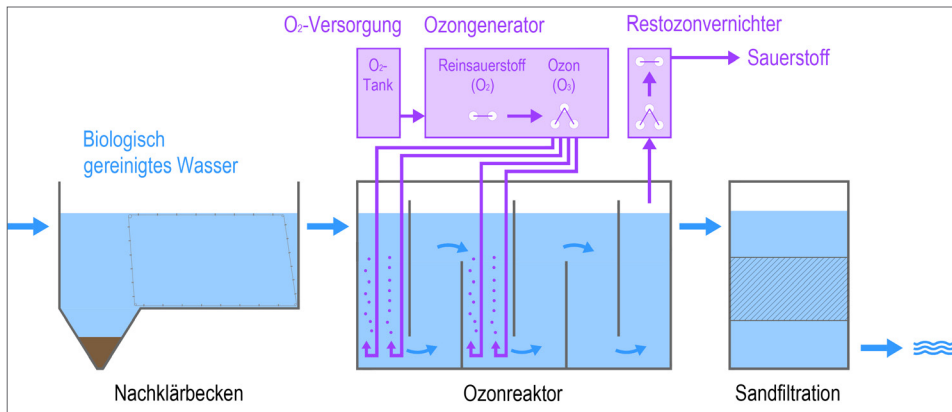 O₂-Versorgung
Ozongenerator
Restozonvernichter
O₂-
Tank
Reinsauerstoff
(O₂)
Ozon
(O₃)
Sauerstoff
Biologisch
gereinigtes Wasser
Nachklärbecken
Ozonreaktor
Sandfiltration